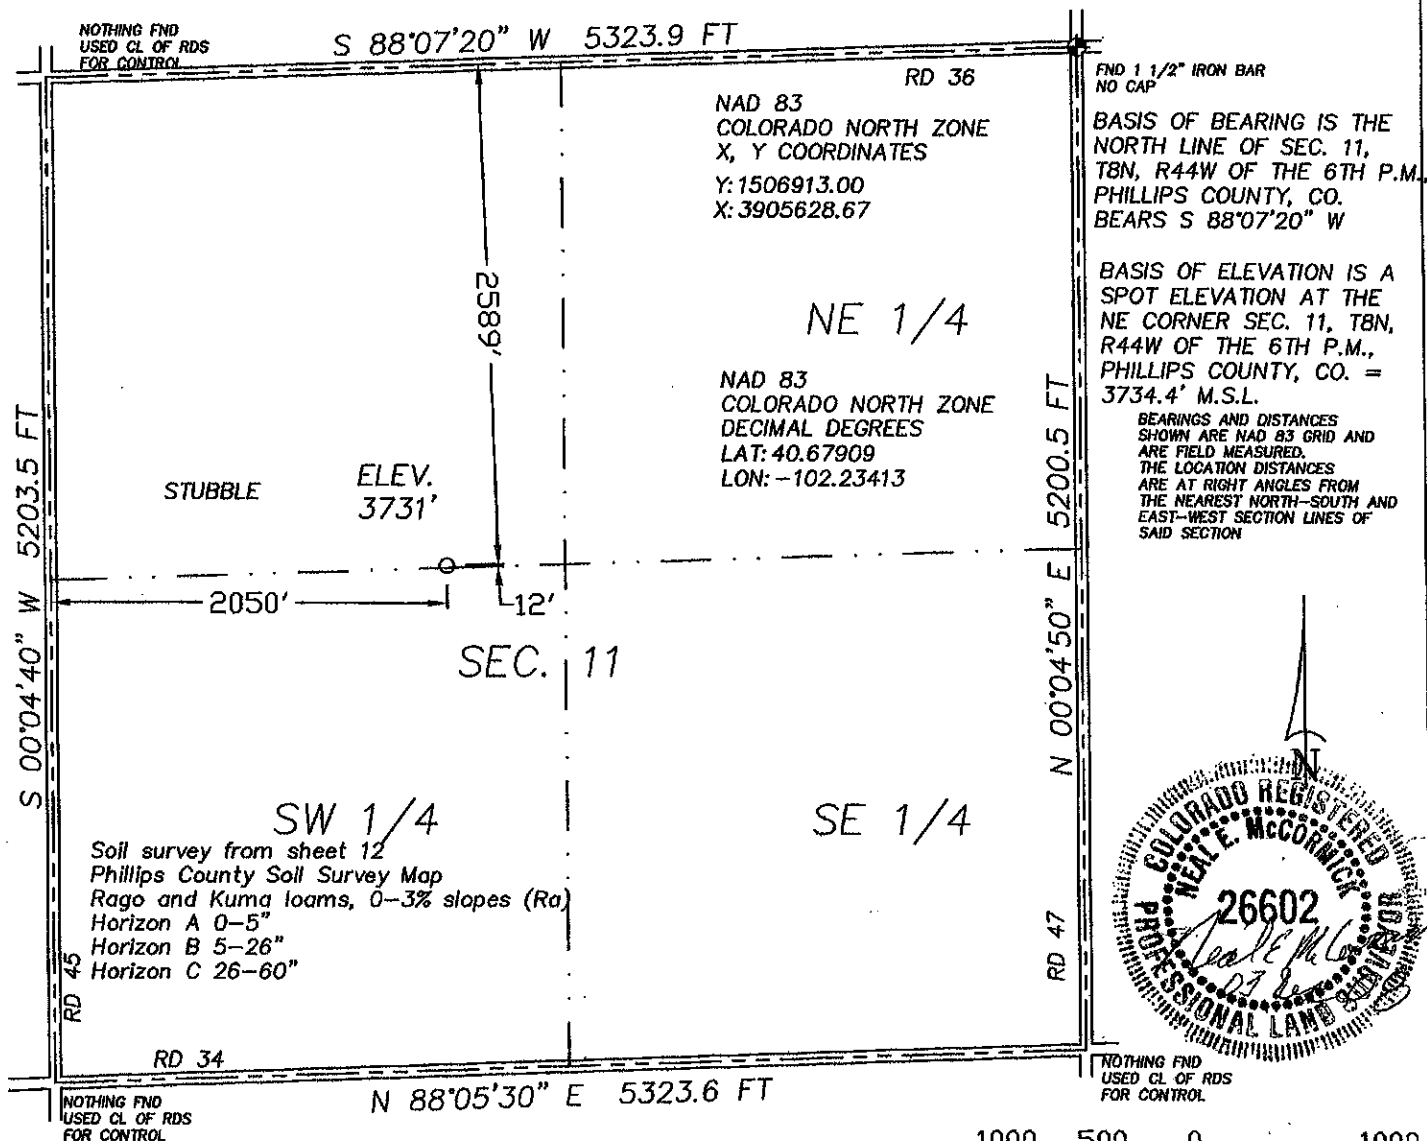 NOTHING FND
USED CL OF RDS
FOR CONTROL
S 88°07'20" W 5323.9 FT
RD 36
FND 1 1/2" IRON BAR
NO CAP
NAD 83
COLORADO NORTH ZONE
X, Y COORDINATES
Y: 1506913.00
X: 3905628.67
BASIS OF BEARING IS THE
NORTH LINE OF SEC. 11,
T8N, R44W OF THE 6TH P.M.,
PHILLIPS COUNTY, CO.
BEARS S 88°07'20" W
2589'
NE 1/4
BASIS OF ELEVATION IS A
SPOT ELEVATION AT THE
NE CORNER SEC. 11, T8N,
R44W OF THE 6TH P.M.,
PHILLIPS COUNTY, CO. =
3734.4' M.S.L.
NAD 83
COLORADO NORTH ZONE
DECIMAL DEGREES
LAT: 40.67909
LON: -102.23413
BEARINGS AND DISTANCES
SHOWN ARE NAD 83 GRID AND
ARE FIELD MEASURED.
THE LOCATION DISTANCES
ARE AT RIGHT ANGLES FROM
THE NEAREST NORTH-SOUTH AND
EAST-WEST SECTION LINES OF
SAID SECTION
STUBBLE
ELEV.
3731'
S 00°04'40" W 5203.5 FT
N 00°04'50" E 5200.5 FT
2050'
12'
SEC. 11
N
SW 1/4
SE 1/4
Soil survey from sheet 12
Phillips County Soil Survey Map
Rago and Kuma loams, 0-3% slopes (Ra)
Horizon A 0-5"
Horizon B 5-26"
Horizon C 26-60"
COLORADO REGISTERED
NEAL E. McCORMICK
26602
PROFESSIONAL LAND SURVEYOR
RD 45
RD 47
RD 34
N 88°05'30" E 5323.6 FT
NOTHING FND
USED CL OF RDS
FOR CONTROL
NOTHING FND
USED CL OF RDS
FOR CONTROL
1000 500 0 1000